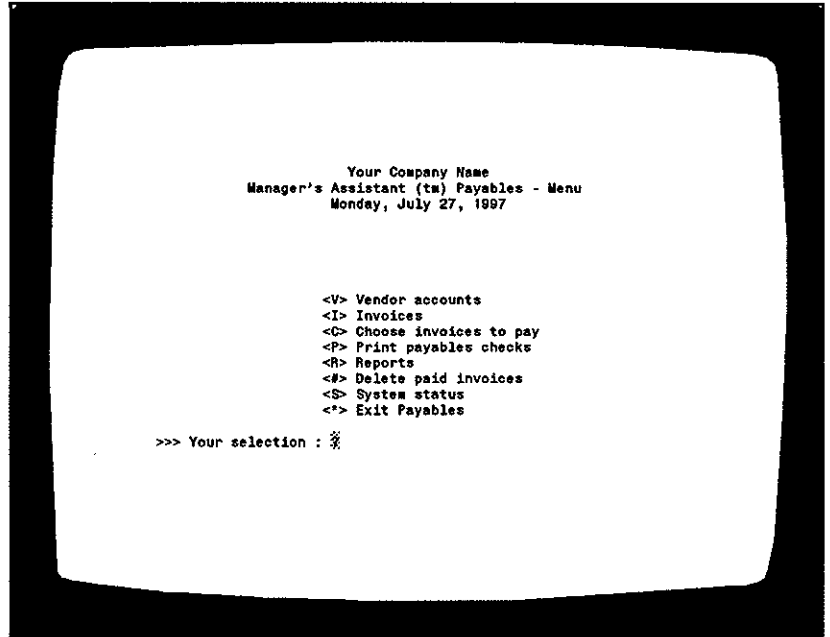 Your Company Name
Manager's Assistant (tm) Payables - Menu
Monday, July 27, 1997
<V> Vendor accounts
<I> Invoices
<C> Choose invoices to pay
<P> Print payables checks
<R> Reports
<#> Delete paid invoices
<S> System status
<*> Exit Payables
>>> Your selection :